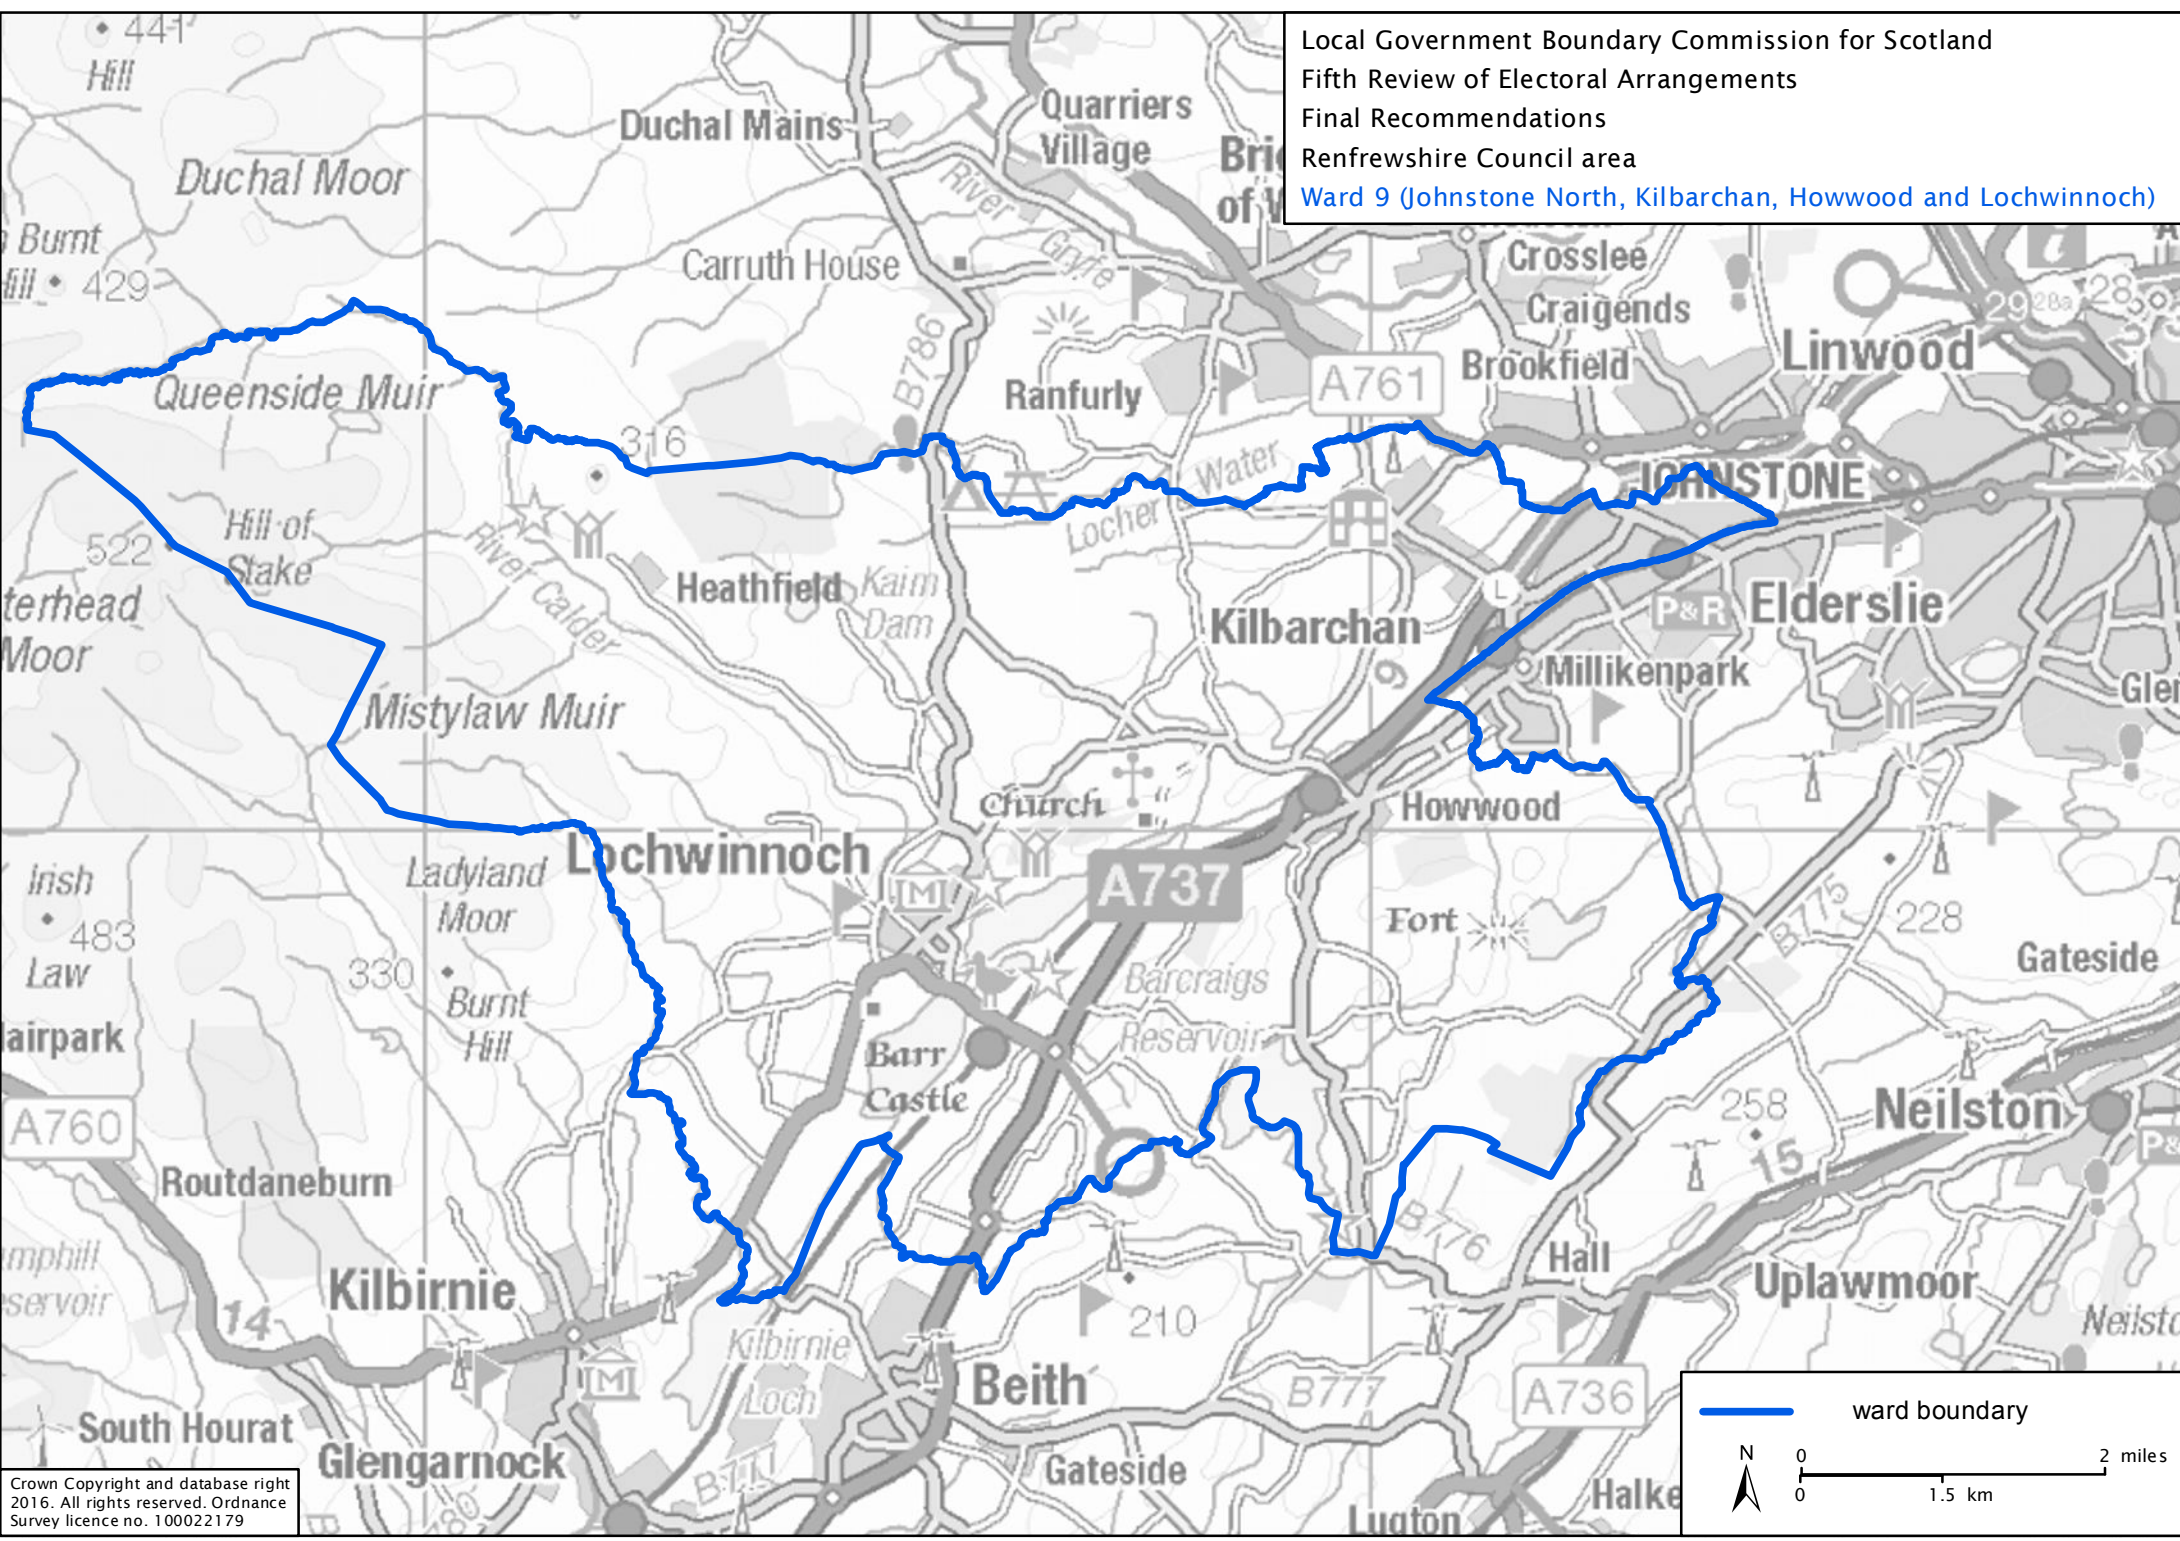 Local Government Boundary Commission for Scotland
Fifth Review of Electoral Arrangements
Final Recommendations
Renfrewshire Council area
Ward 9 (Johnstone North, Kilbarchan, Howwood and Lochwinnoch)
441
Hill
Duchal Mains
Quarriers
Village
Duchal Moor
River
Gryfe
Burnt
429
Carruth House
Crosslee
Craigends
29
28a
28
Linwood
B786
Ranfurly
A761
Brookfield
Queenside Muir
316
Locher Water
JOHNSTONE
Hill of
Stake
522
River Calder
Heathfield
Kaim
Dam
L
P&R
Elderslie
Kilbarchan
9
Moor
Millikenpark
Mistylaw Muir
Church
Howwood
Lochwinnoch
Ladyland
Moor
M
A737
Irish
483
Law
Fort
228
Gateside
330
Burnt
Hill
Barcraigs
Reservoir
Barr
Castle
A760
258
Neilston
15
Routdaneburn
B776
Hall
Uplawmoor
Kilbirnie
14
Kilbirnie
Loch
210
M
Beith
B777
A736
South Hourat
Glengarnock
Gateside
Lugton
ward boundary
N
0 2 miles
0 1.5 km
Crown Copyright and database right
2016. All rights reserved. Ordnance
Survey licence no. 100022179